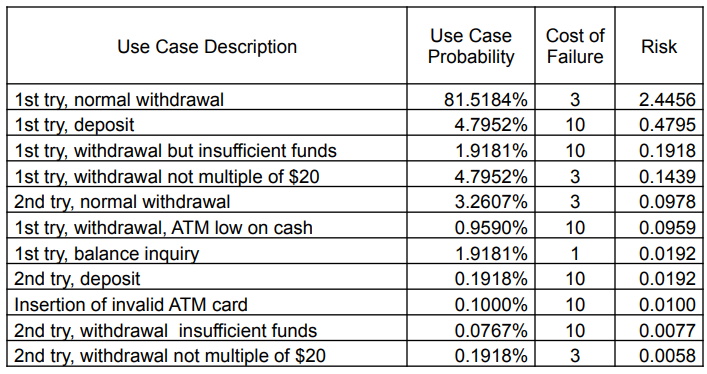 Use Case Description Use Case Probability Cost of Failure Risk
1st try, normal withdrawal 81.5184% 3 2.4456
1st try, deposit 4.7952% 10 0.4795
1st try, withdrawal but insufficient funds 1.9181% 10 0.1918
1st try, withdrawal not multiple of $20 4.7952% 3 0.1439
2nd try, normal withdrawal 3.2607% 3 0.0978
1st try, withdrawal, ATM low on cash 0.9590% 10 0.0959
1st try, balance inquiry 1.9181% 1 0.0192
2nd try, deposit 0.1918% 10 0.0192
Insertion of invalid ATM card 0.1000% 10 0.0100
2nd try, withdrawal insufficient funds 0.0767% 10 0.0077
2nd try, withdrawal not multiple of $20 0.1918% 3 0.0058